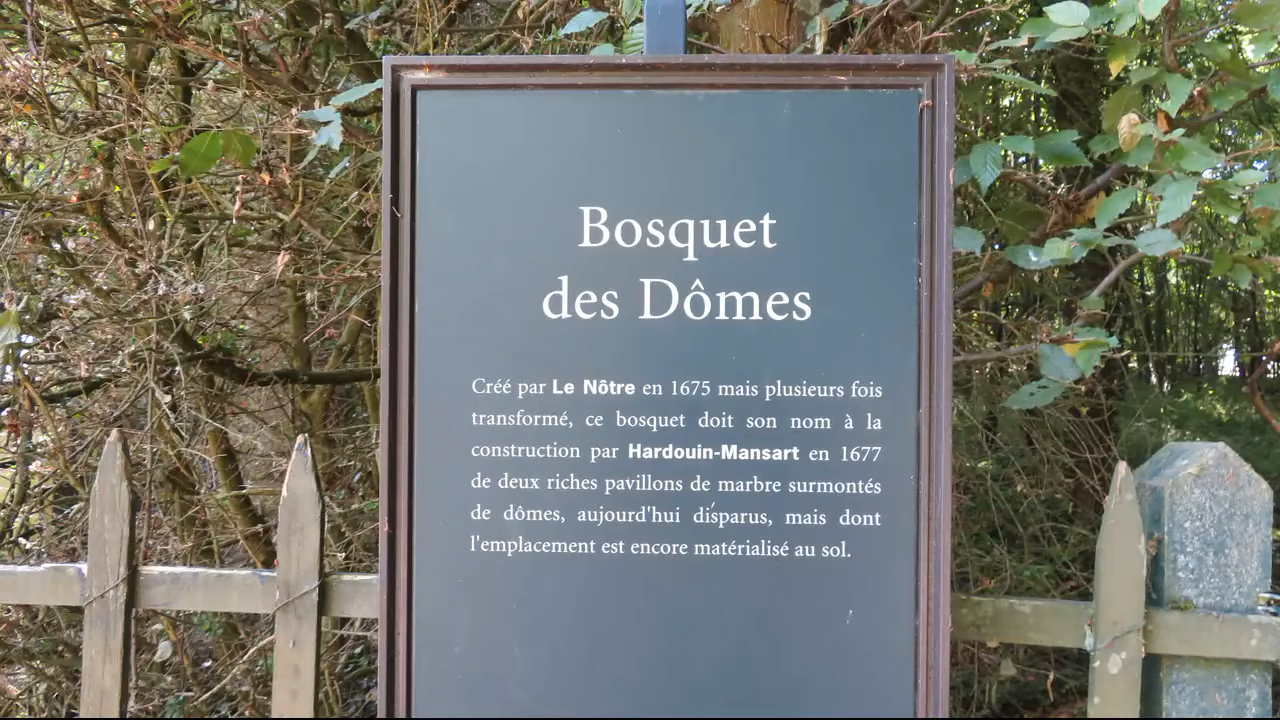 Bosquet
des Dômes
Créé par Le Nôtre en 1675 mais plusieurs fois
transformé, ce bosquet doit son nom à la
construction par Hardouin-Mansart en 1677
de deux riches pavillons de marbre surmontés
de dômes, aujourd'hui disparus, mais dont
l'emplacement est encore matérialisé au sol.